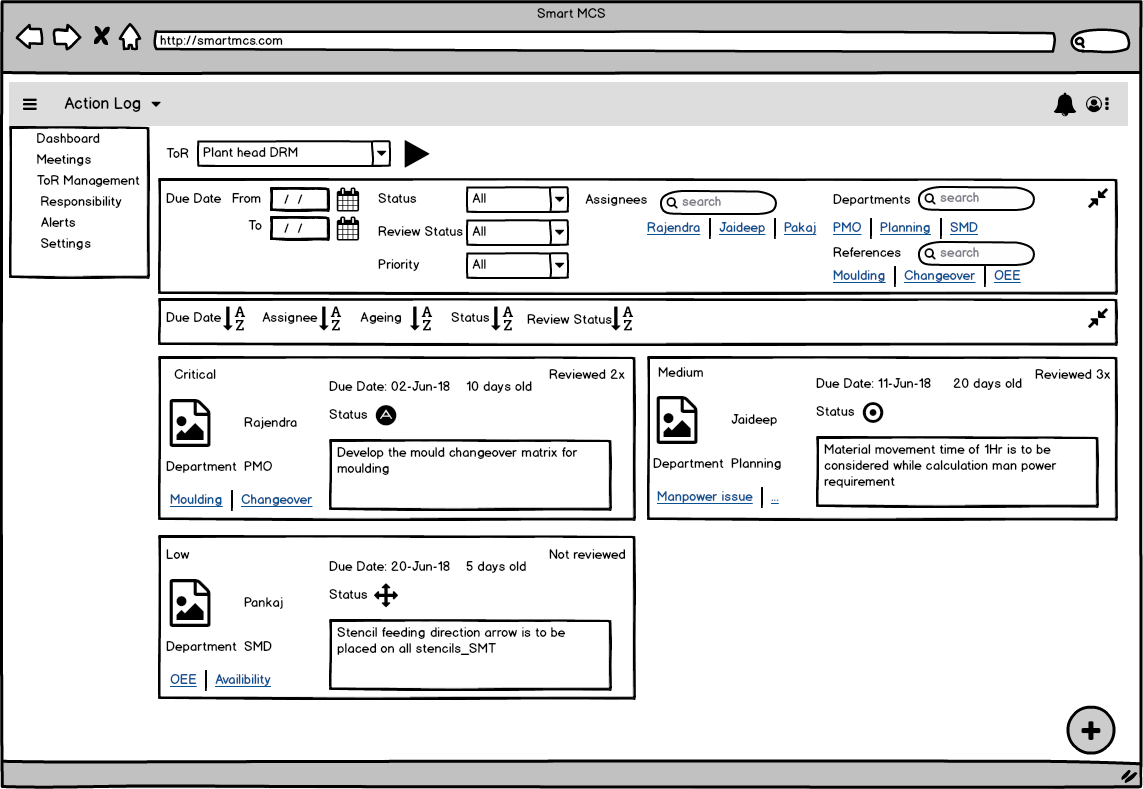 Smart MCS
http://smartmcs.com
Action Log
Dashboard
Meetings
ToR Management
Responsibility
Alerts
Settings
ToR Plant head DRM
Due Date From / /
To / /
Status All
Review Status All
Priority All
Assignees search
Rajendra Jaideep Pakaj
Departments search
PMO Planning SMD
References search
Moulding Changeover OEE
Due Date A Z Assignee A Z Ageing A Z Status A Z Review Status A Z
Critical
Reviewed 2x
Due Date: 02-Jun-18 10 days old
Rajendra
Status A
Department PMO
Develop the mould changeover matrix for
moulding
Moulding Changeover
Medium
Reviewed 3x
Due Date: 11-Jun-18 20 days old
Jaideep
Status
Department Planning
Material movement time of 1Hr is to be
considered while calculation man power
requirement
Manpower issue ...
Low
Not reviewed
Due Date: 20-Jun-18 5 days old
Pankaj
Status
Department SMD
Stencil feeding direction arrow is to be
placed on all stencils_SMT
OEE Availibility